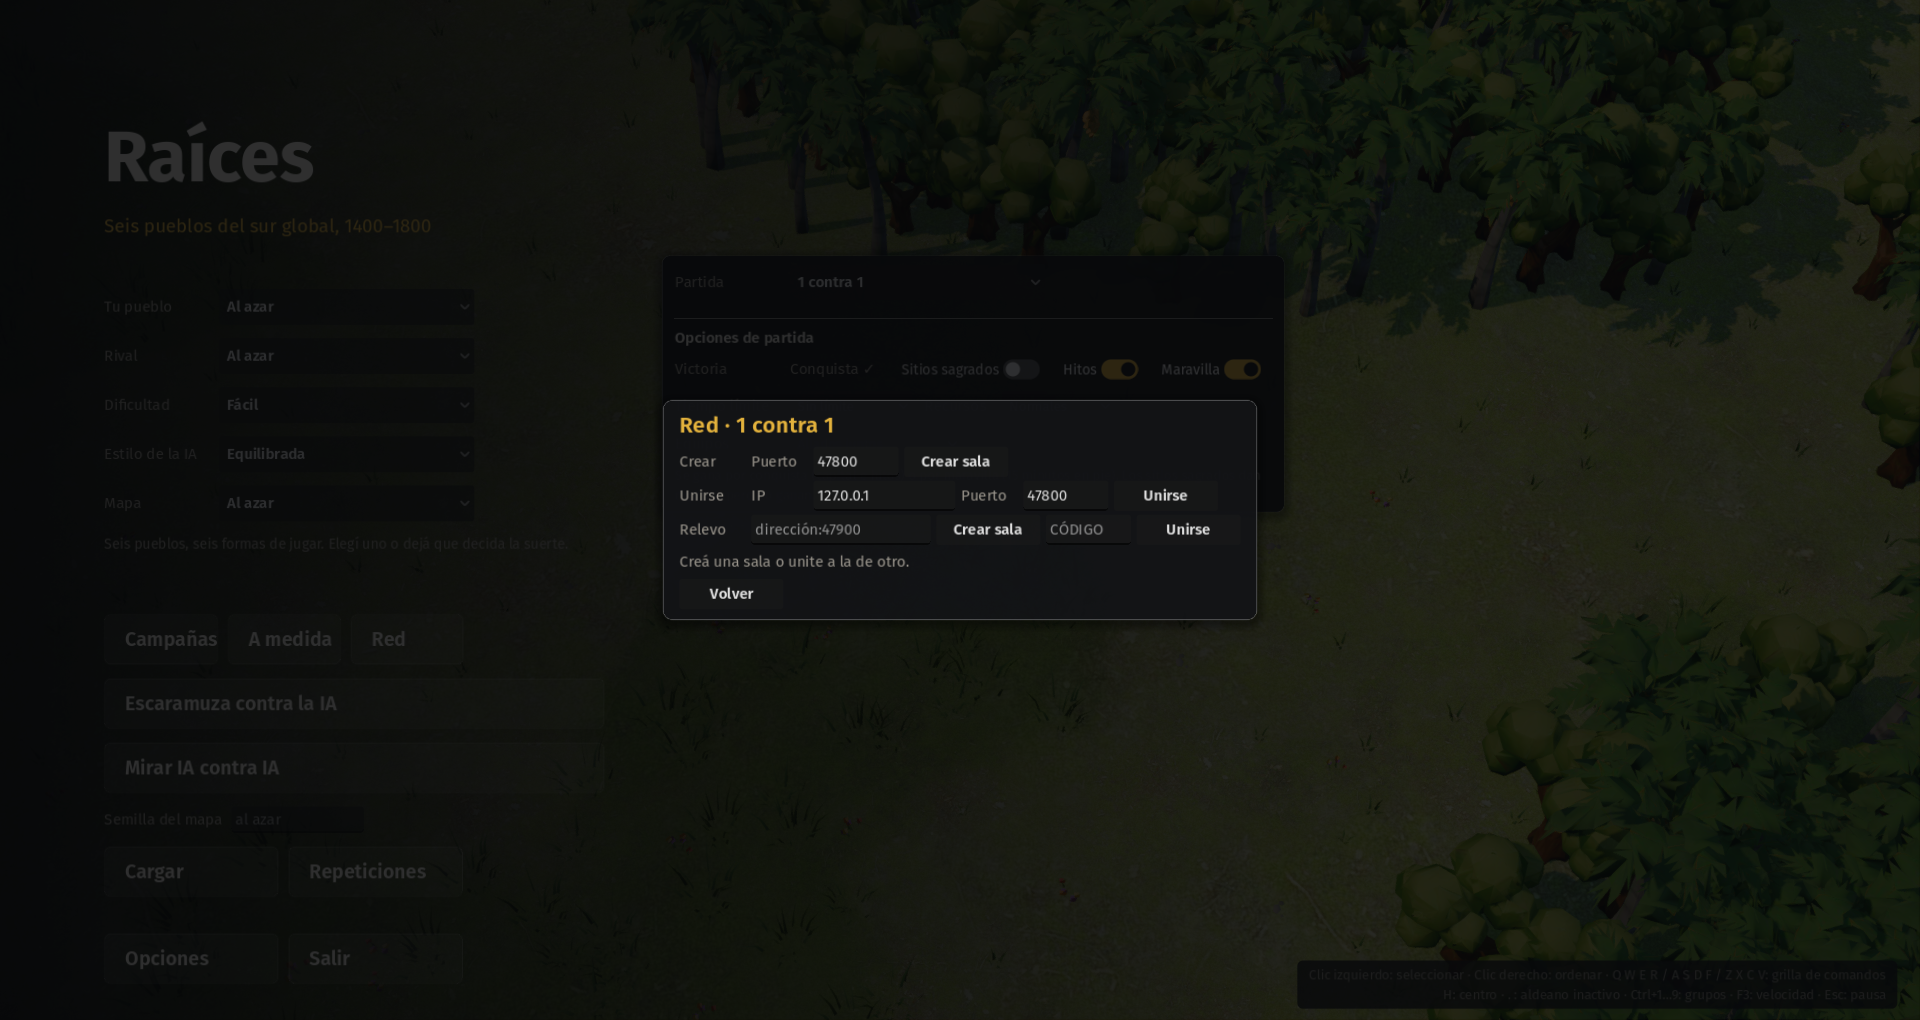 Raíces
Seis pueblos del sur global, 1400–1800
Tu pueblo Al azar
Rival Al azar
Dificultad Fácil
Estilo de la IA Equilibrada
Mapa Al azar
Seis pueblos, seis formas de jugar. Elegí uno o dejá que decida la suerte.
Campañas A medida Red
Escaramuza contra la IA
Mirar IA contra IA
Semilla del mapa al azar
Cargar Repeticiones
Opciones Salir
Partida 1 contra 1
Opciones de partida
Victoria Conquista ✓ Sitios sagrados Hitos Maravilla
Red · 1 contra 1
Crear Puerto 47800 Crear sala
Unirse IP 127.0.0.1 Puerto 47800 Unirse
Relevo dirección:47900 Crear sala CÓDIGO Unirse
Creá una sala o unite a la de otro.
Volver
Clic izquierdo: seleccionar · Clic derecho: ordenar · Q W E R / A S D F / Z X C V: grilla de comandos
H: centro · .: aldeano inactivo · Ctrl+1…9: grupos · F3: velocidad · Esc: pausa